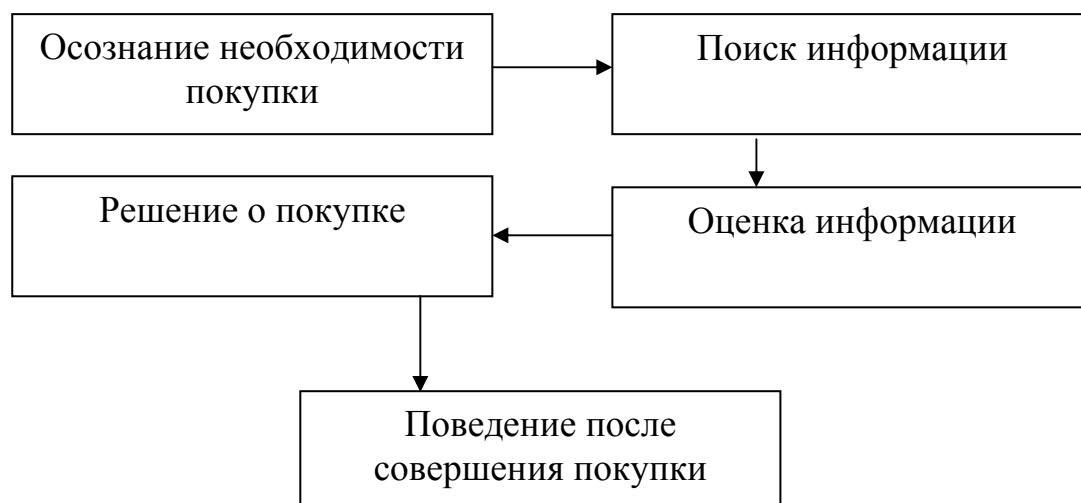 Осознание необходимости
покупки
Поиск информации
Решение о покупке
Оценка информации
Поведение после
совершения покупки